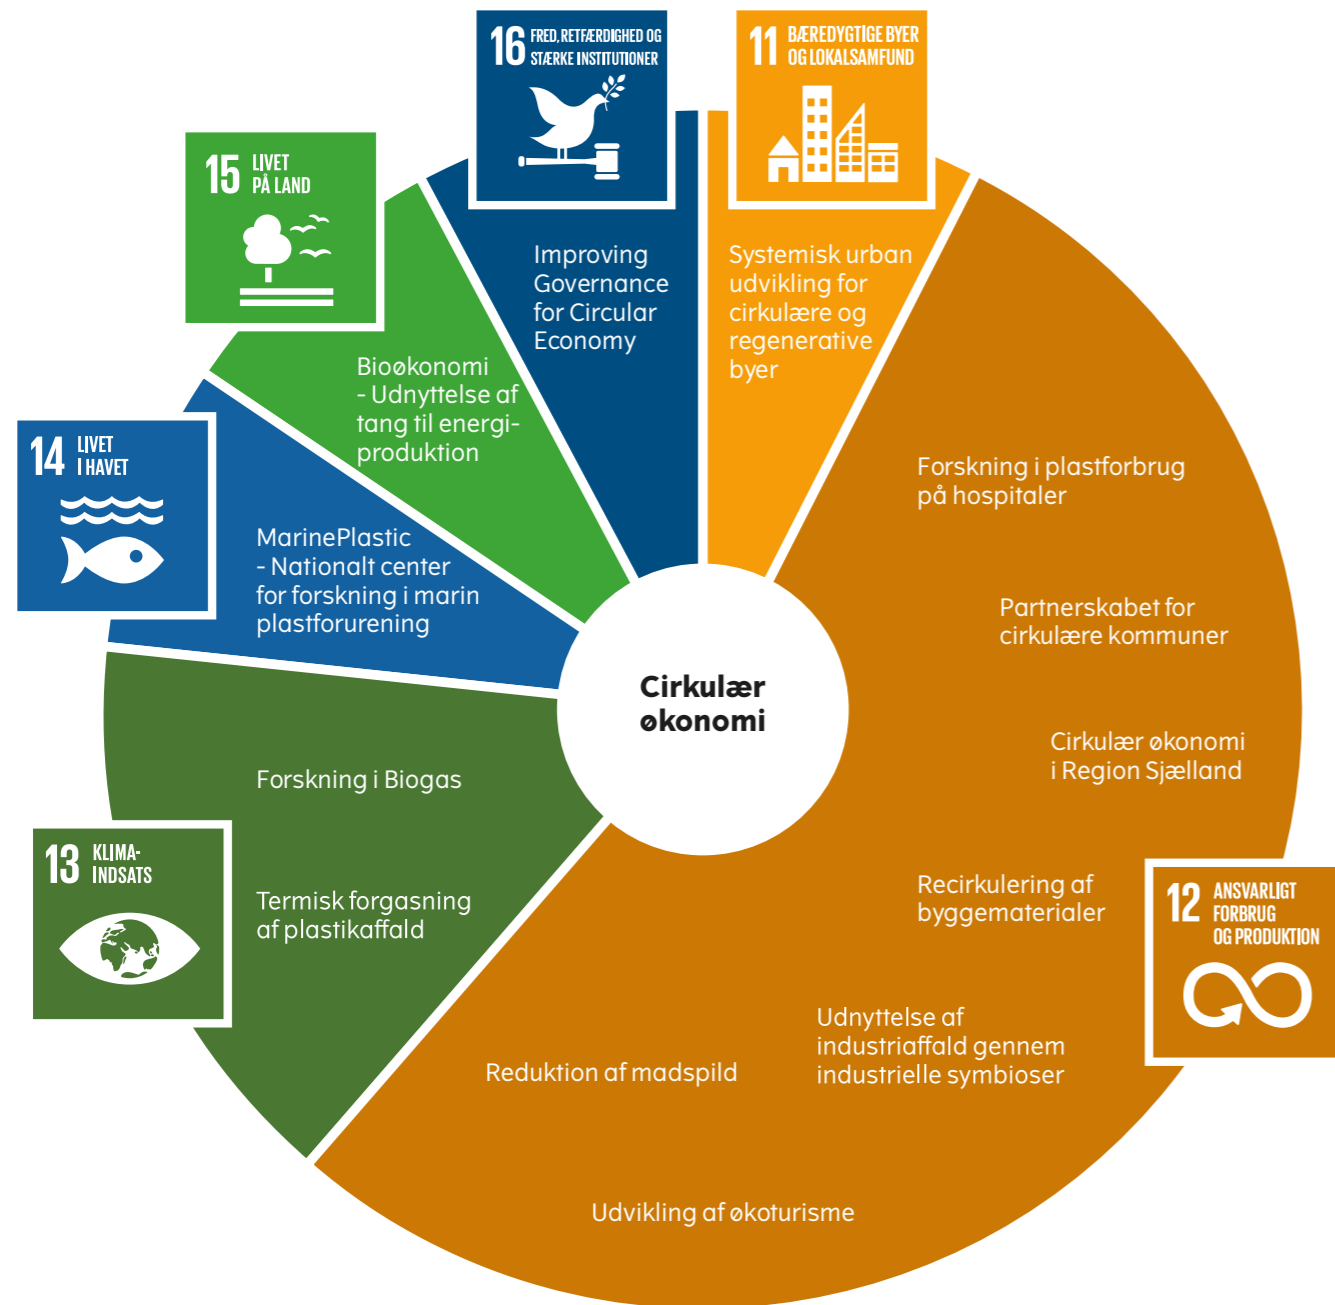 16 FRED, RETFÆRDIGHED OG
STÆRKE INSTITUTIONER
11 BÆREDYGTIGE BYER
OG LOKALSAMFUND
15 LIVET
PÅ LAND
Improving
Governance
for Circular
Economy
Systemisk urban
udvikling for
cirkulære og
regenerative
byer
Bioøkonomi
- Udnyttelse af
tang til energi-
produktion
14 LIVET
I HAVET
MarinePlastic
- Nationalt center
for forskning i marin
plastforurening
Forskning i plastforbrug
på hospitaler
Partnerskabet for
cirkulære kommuner
Cirkulær
økonomi
Cirkulær økonomi
i Region Sjælland
Forskning i Biogas
13 KLIMA-
INDSATS
Termisk forgasning
af plastikaffald
Recirkulering af
byggematerialer
12 ANSVARLIGT
FORBRUG
OG PRODUKTION
Udnyttelse af
industriaffald gennem
industrielle symbioser
Reduktion af madspild
Udvikling af økoturisme